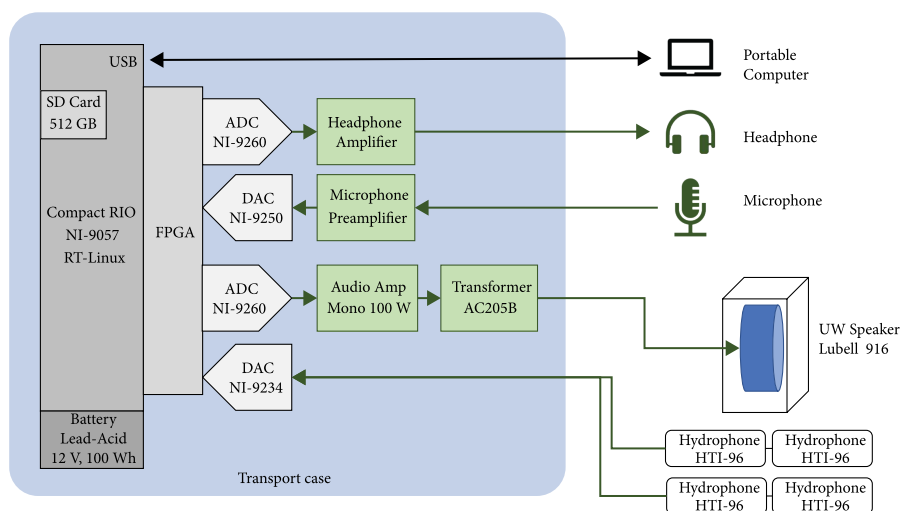 USB
SD Card
512 GB
Compact RIO
NI-9057
RT-Linux
FPGA
Battery
Lead-Acid
12 V, 100 Wh
ADC
NI-9260
Headphone
Amplifier
DAC
NI-9250
Microphone
Preamplifier
ADC
NI-9260
Audio Amp
Mono 100 W
Transformer
AC205B
DAC
NI-9234
Transport case
Portable
Computer
Headphone
Microphone
UW Speaker
Lubell 916
Hydrophone
HTI-96
Hydrophone
HTI-96
Hydrophone
HTI-96
Hydrophone
HTI-96